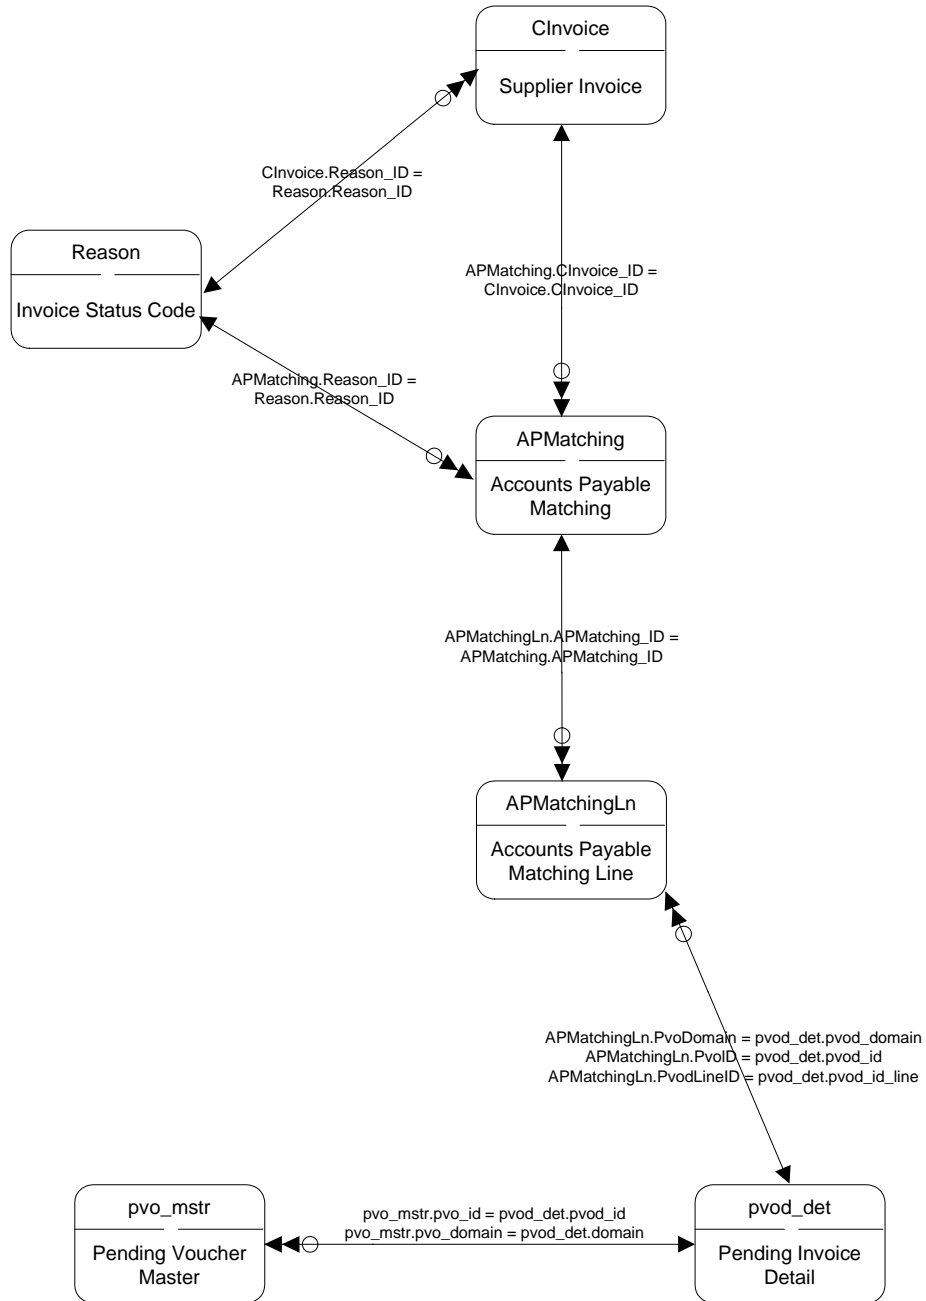 CInvoice
Supplier Invoice
CInvoice.Reason_ID =
Reason.Reason_ID
Reason
Invoice Status Code
APMatching.CInvoice_ID =
CInvoice.CInvoice_ID
APMatching.Reason_ID =
Reason.Reason_ID
APMatching
Accounts Payable
Matching
APMatchingLn.APMatching_ID =
APMatching.APMatching_ID
APMatchingLn
Accounts Payable
Matching Line
APMatchingLn.PvoDomain = pvod_det.pvod_domain
APMatchingLn.PvoID = pvod_det.pvod_id
APMatchingLn.PvodLineID = pvod_det.pvod_id_line
pvo_mstr
Pending Voucher
Master
pvo_mstr.pvo_id = pvod_det.pvod_id
pvo_mstr.pvo_domain = pvod_det.domain
pvod_det
Pending Invoice
Detail